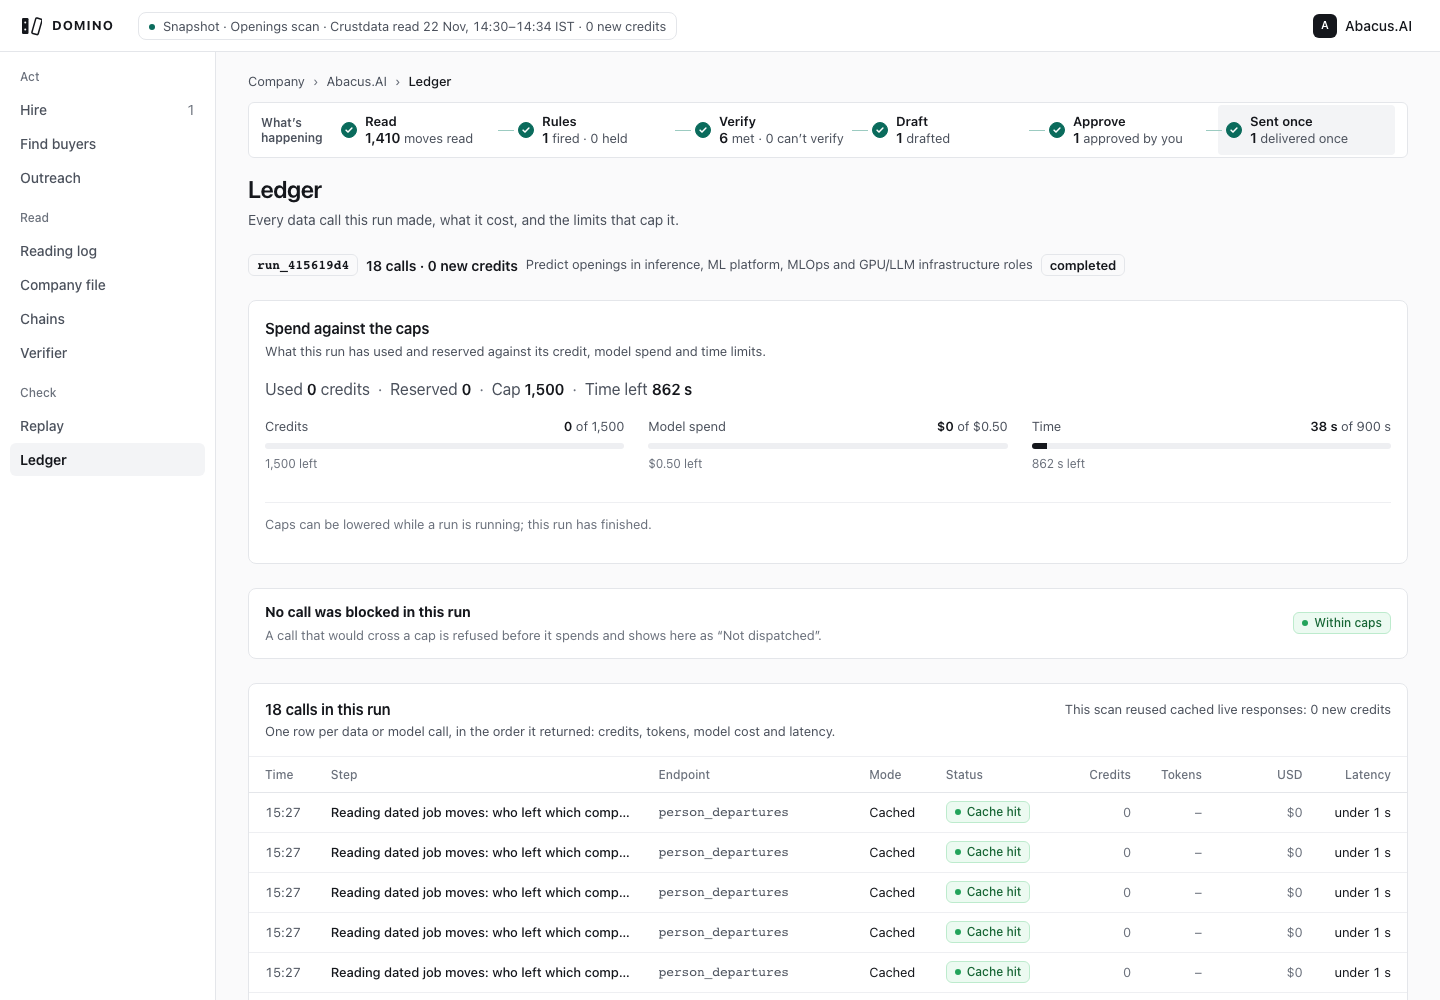 DOMINO
Snapshot · Openings scan · Crustdata read 22 Nov, 14:30–14:34 IST · 0 new credits
A
Abacus.AI
Act
Hire 1
Find buyers
Outreach
Read
Reading log
Company file
Chains
Verifier
Check
Replay
Ledger
Company › Abacus.AI › Ledger
What's happening
Read
1,410 moves read
Rules
1 fired · 0 held
Verify
6 met · 0 can't verify
Draft
1 drafted
Approve
1 approved by you
Sent once
1 delivered once
Ledger
Every data call this run made, what it cost, and the limits that cap it.
run_415619d4 18 calls · 0 new credits Predict openings in inference, ML platform, MLOps and GPU/LLM infrastructure roles completed
Spend against the caps
What this run has used and reserved against its credit, model spend and time limits.
Used 0 credits · Reserved 0 · Cap 1,500 · Time left 862 s
Credits 0 of 1,500
1,500 left
Model spend $0 of $0.50
$0.50 left
Time 38 s of 900 s
862 s left
Caps can be lowered while a run is running; this run has finished.
No call was blocked in this run
A call that would cross a cap is refused before it spends and shows here as “Not dispatched”.
Within caps
18 calls in this run
One row per data or model call, in the order it returned: credits, tokens, model cost and latency.
This scan reused cached live responses: 0 new credits
Time Step Endpoint Mode Status Credits Tokens USD Latency
15:27 Reading dated job moves: who left which comp... person_departures Cached Cache hit 0 – $0 under 1 s
15:27 Reading dated job moves: who left which comp... person_departures Cached Cache hit 0 – $0 under 1 s
15:27 Reading dated job moves: who left which comp... person_departures Cached Cache hit 0 – $0 under 1 s
15:27 Reading dated job moves: who left which comp... person_departures Cached Cache hit 0 – $0 under 1 s
15:27 Reading dated job moves: who left which comp... person_departures Cached Cache hit 0 – $0 under 1 s